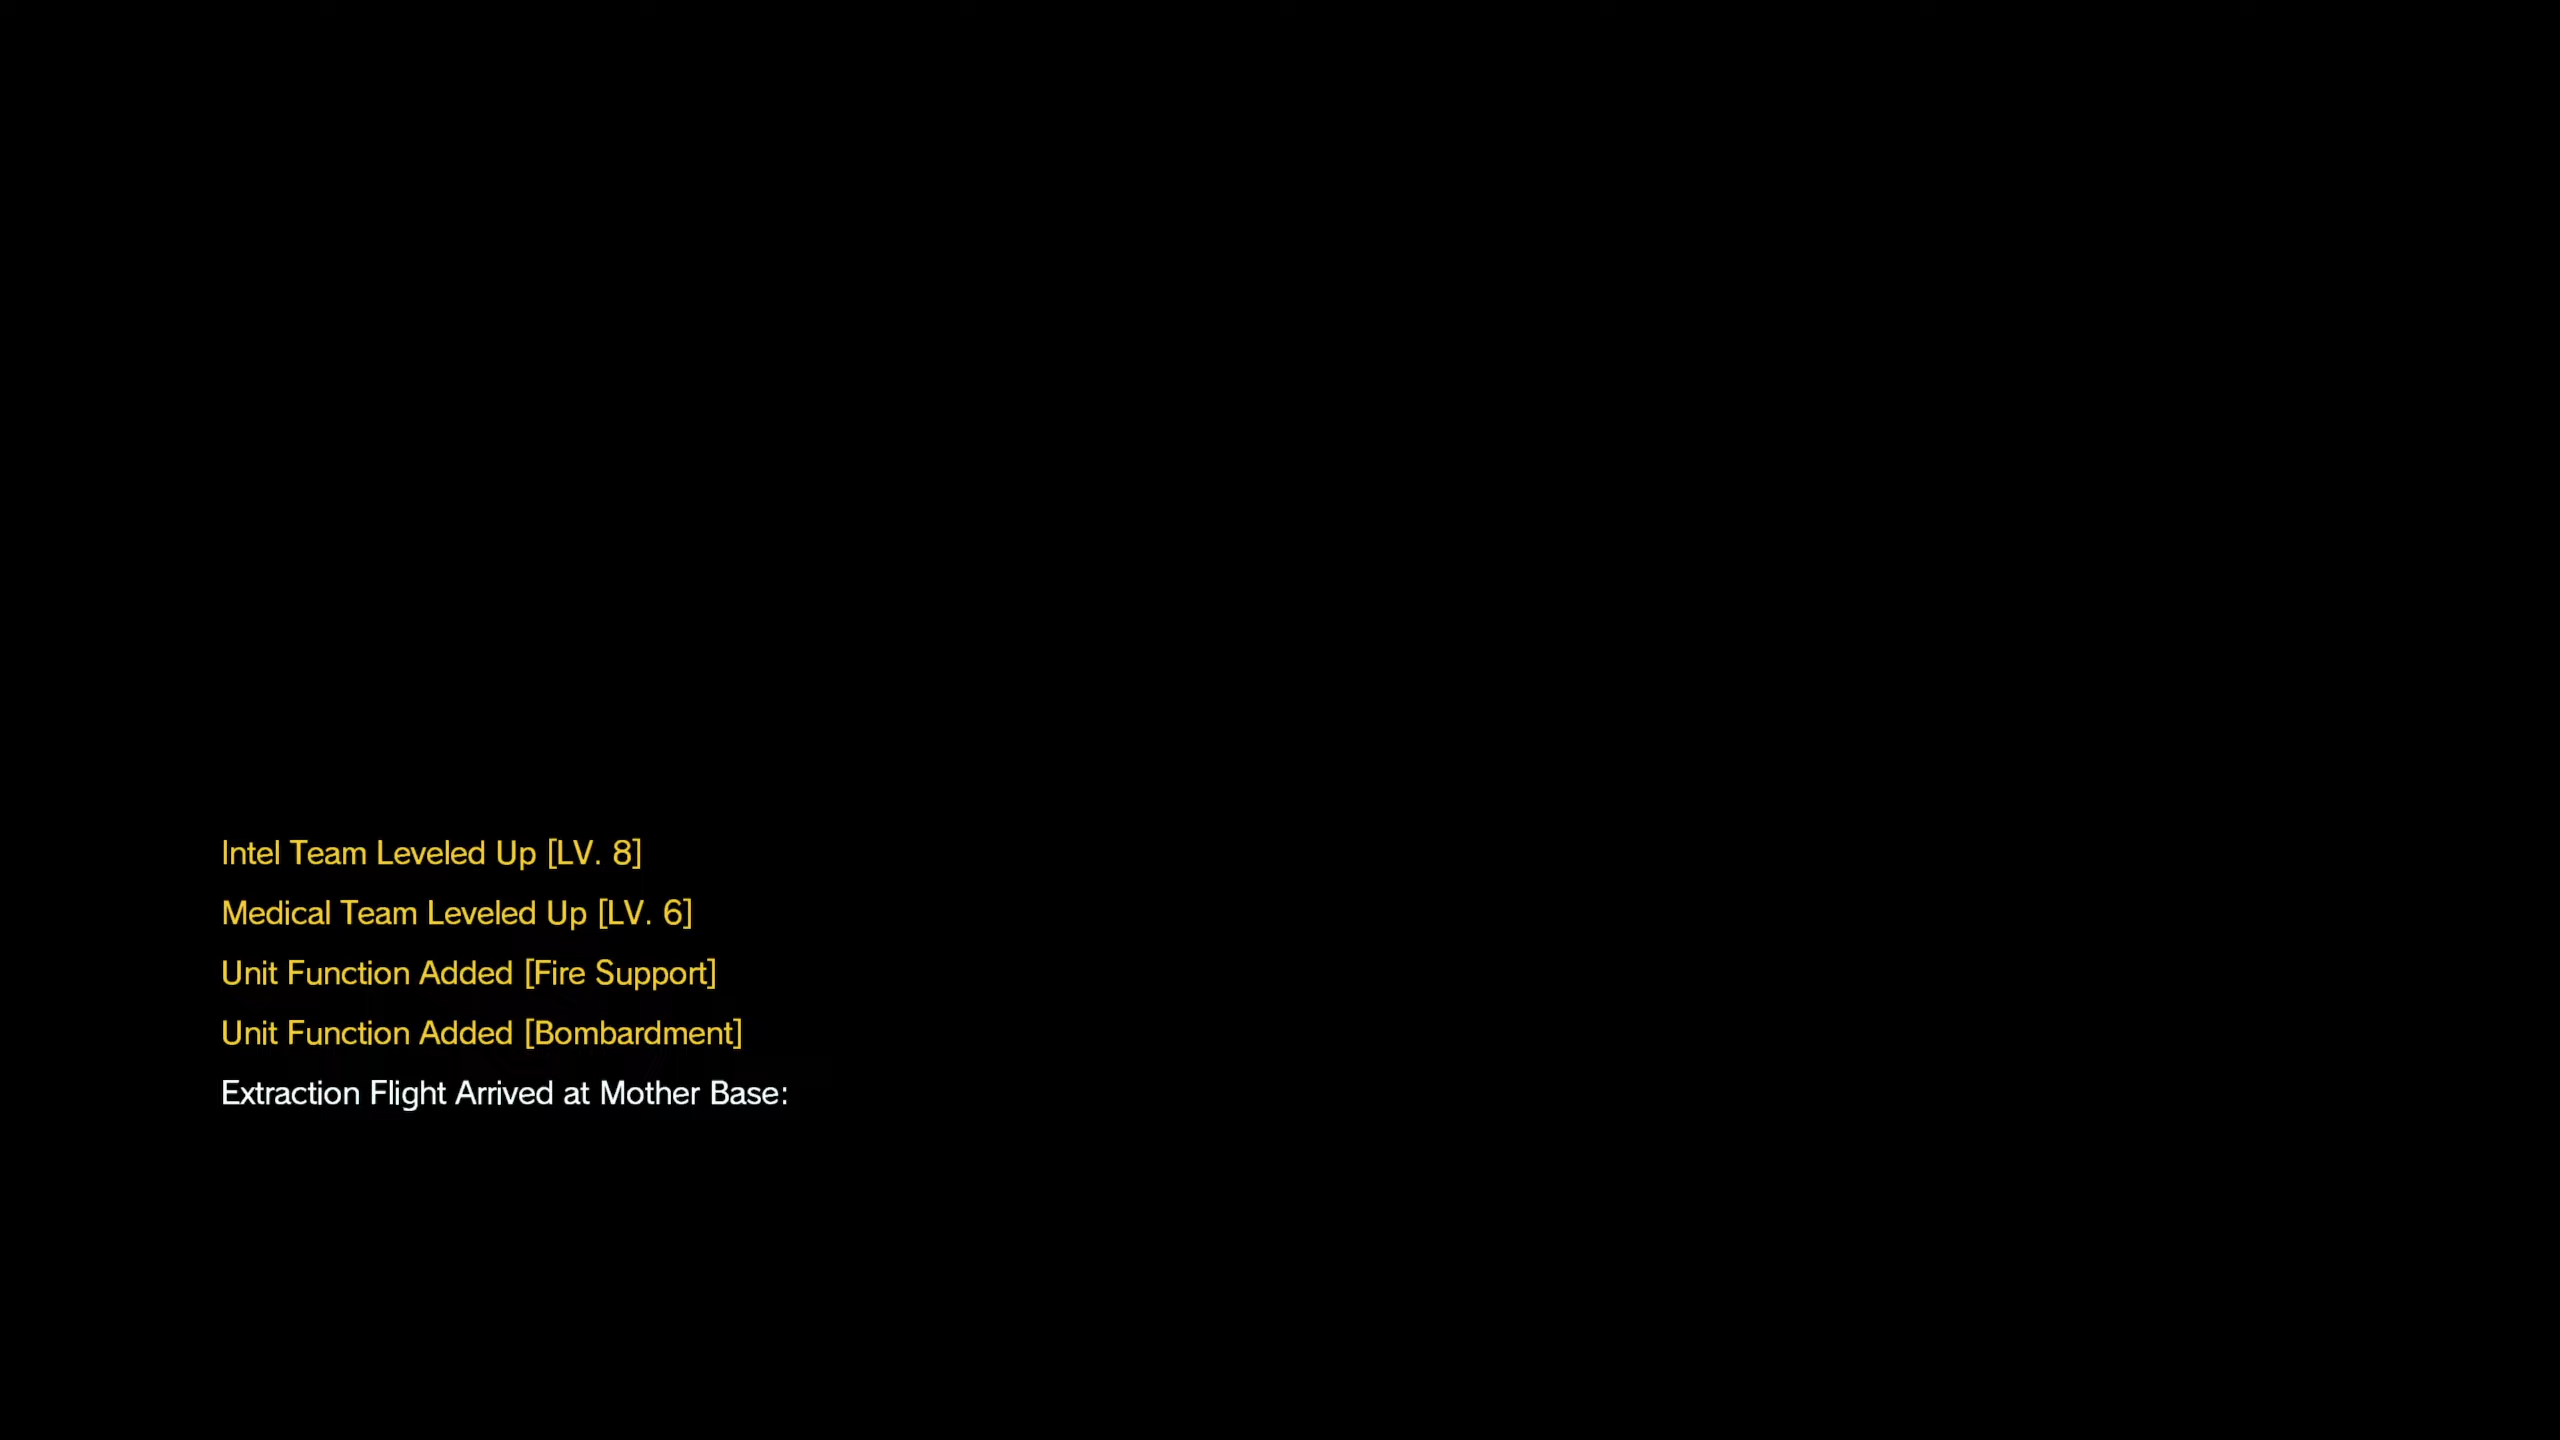 Intel Team Leveled Up [LV. 8]
Medical Team Leveled Up [LV. 6]
Unit Function Added [Fire Support]
Unit Function Added [Bombardment]
Extraction Flight Arrived at Mother Base: